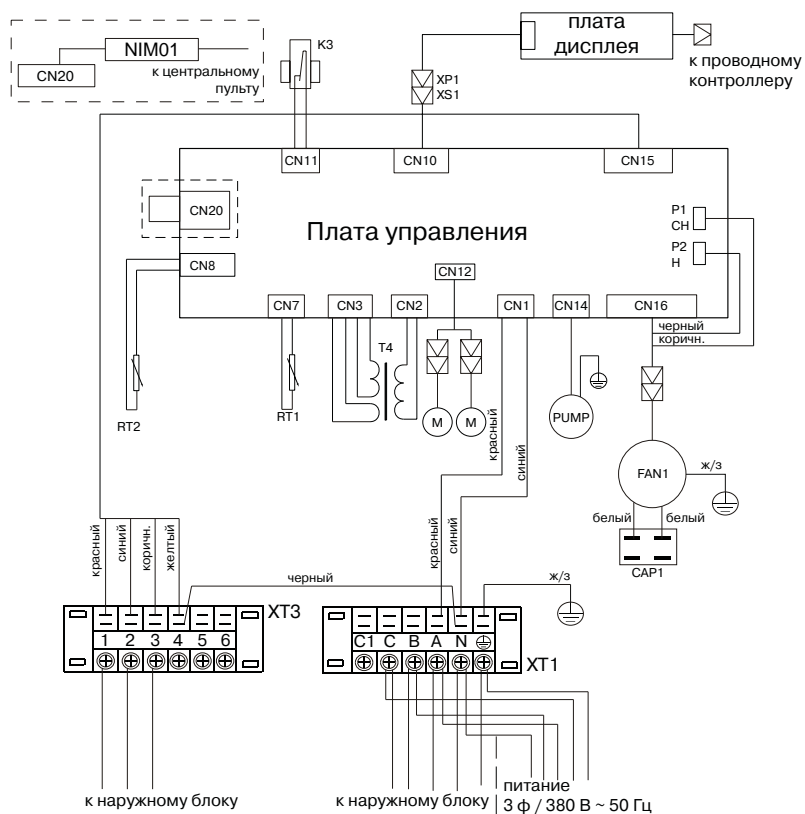 NIM01
CN20
к центральному
пульту
K3
плата
дисплея
XP1
XS1
к проводному
контроллеру
CN11
CN10
CN15
CN20
P1
CH
P2
H
Плата управления
CN8
CN12
CN7
CN3
CN2
CN1
CN14
CN16
черный
коричн.
T4
RT2
RT1
M
M
красный
синий
PUMP
FAN1
ж/з
белый
белый
CAP1
красный
синий
коричн.
желтый
красный
синий
черный
ж/з
XT3
1 2 3 4 5 6
C1 C B A N
XT1
к наружному блоку
к наружному блоку
питание
3 ф / 380 В ~ 50 Гц